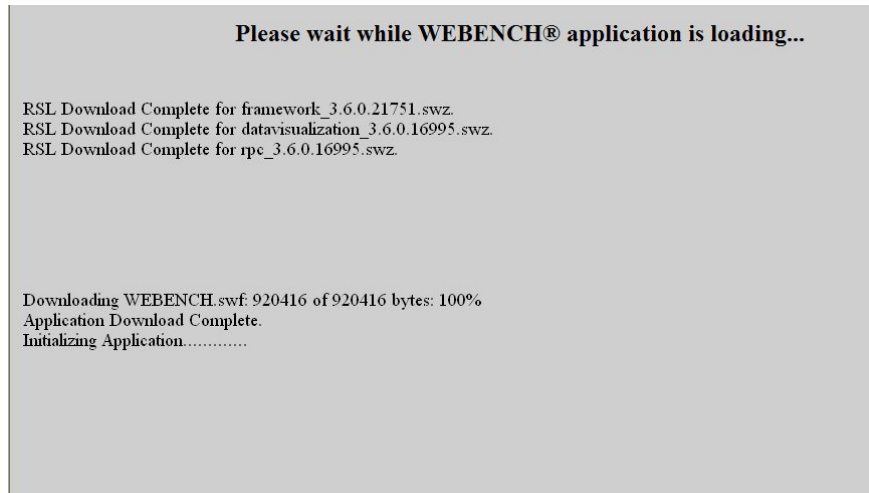 Please wait while WEBENCH® application is loading...
RSL Download Complete for framework_3.6.0.21751.swz.
RSL Download Complete for datavisualization_3.6.0.16995.swz.
RSL Download Complete for rpc_3.6.0.16995.swz.
Downloading WEBENCH.swf: 920416 of 920416 bytes: 100%
Application Download Complete.
Initializing Application.............